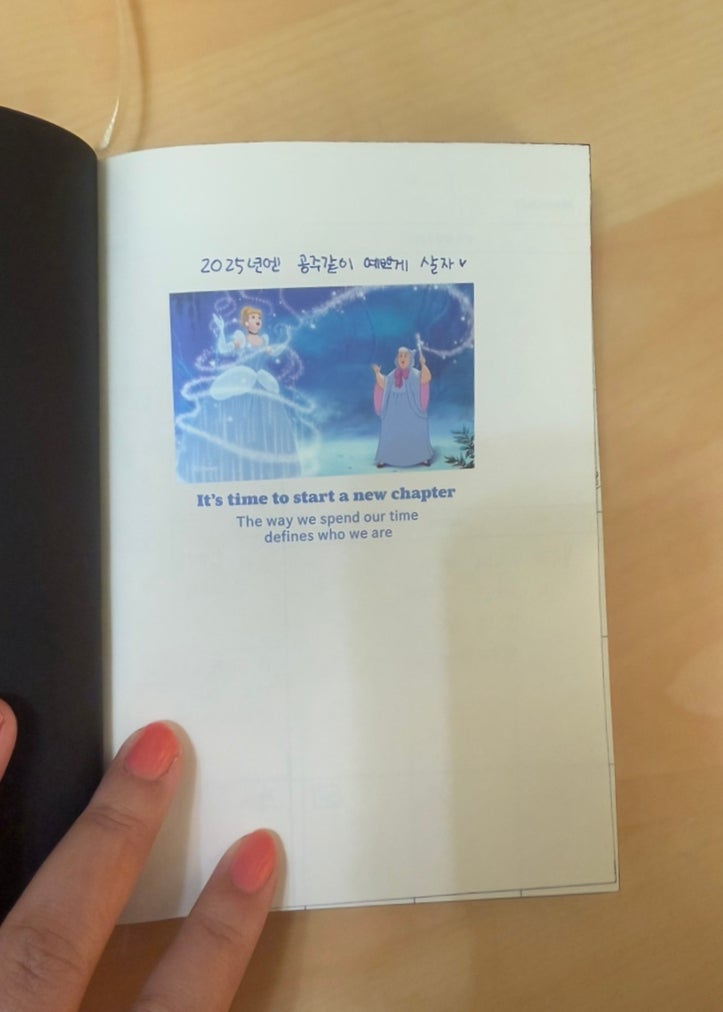 2025년엔 공주같이 예쁘게 살자♥
It's time to start a new chapter
The way we spend our time
defines who we are